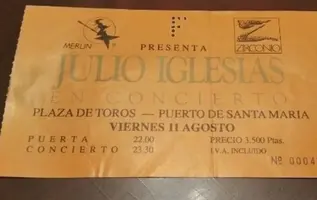 MERLIN PRESENTA ZIRCONIO
JULIO IGLESIAS
EN CONCIERTO
PLAZA DE TOROS — PUERTO DE SANTA MARIA
VIERNES 11 AGOSTO
PUERTA 22.00 PRECIO 3.500 Ptas.
CONCIERTO 23.30 I.V.A. INCLUIDO
Nº 0004